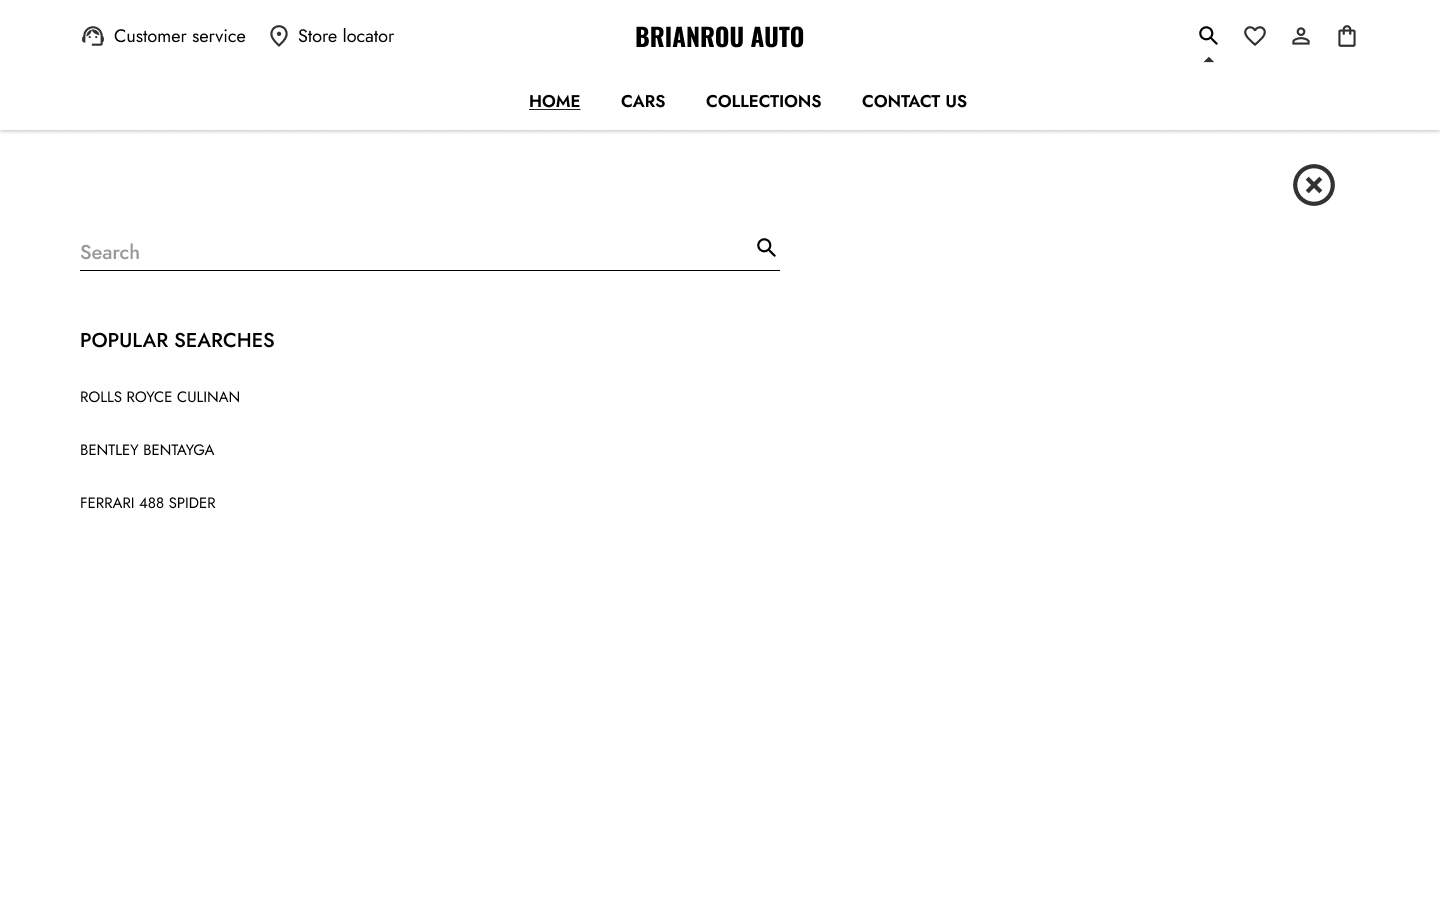 Customer service
Store locator
BRIANROU AUTO
HOME
CARS
COLLECTIONS
CONTACT US
Search
POPULAR SEARCHES
ROLLS ROYCE CULINAN
BENTLEY BENTAYGA
FERRARI 488 SPIDER